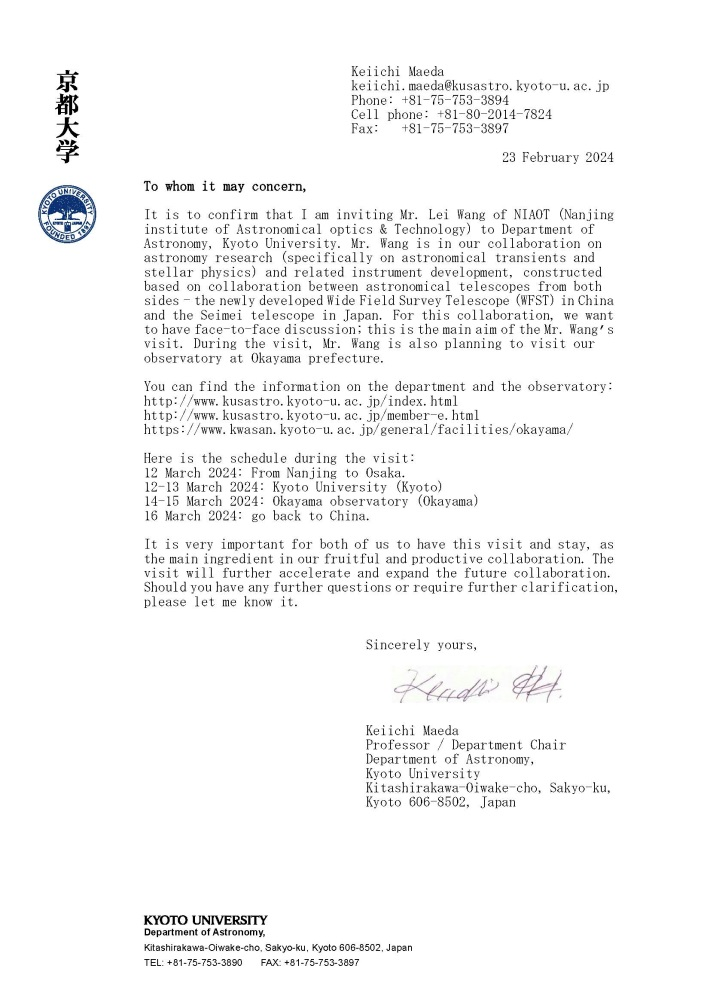 京都大学
KYOTO UNIVERSITY
FOUNDED 1897
Keiichi Maeda
keiichi.maeda@kusastro.kyoto-u.ac.jp
Phone: +81-75-753-3894
Cell phone: +81-80-2014-7824
Fax: +81-75-753-3897
23 February 2024
To whom it may concern,
It is to confirm that I am inviting Mr. Lei Wang of NIAOT (Nanjing
institute of Astronomical optics & Technology) to Department of
Astronomy, Kyoto University. Mr. Wang is in our collaboration on
astronomy research (specifically on astronomical transients and
stellar physics) and related instrument development, constructed
based on collaboration between astronomical telescopes from both
sides – the newly developed Wide Field Survey Telescope (WFST) in China
and the Seimei telescope in Japan. For this collaboration, we want
to have face-to-face discussion; this is the main aim of the Mr. Wang's
visit. During the visit, Mr. Wang is also planning to visit our
observatory at Okayama prefecture.
You can find the information on the department and the observatory:
http://www.kusastro.kyoto-u.ac.jp/index.html
http://www.kusastro.kyoto-u.ac.jp/member-e.html
https://www.kwasan.kyoto-u.ac.jp/general/facilities/okayama/
Here is the schedule during the visit:
12 March 2024: From Nanjing to Osaka.
12-13 March 2024: Kyoto University (Kyoto)
14-15 March 2024: Okayama observatory (Okayama)
16 March 2024: go back to China.
It is very important for both of us to have this visit and stay, as
the main ingredient in our fruitful and productive collaboration. The
visit will further accelerate and expand the future collaboration.
Should you have any further questions or require further clarification,
please let me know it.
Sincerely yours,
Keiichi Maeda
Professor / Department Chair
Department of Astronomy,
Kyoto University
Kitashirakawa-Oiwake-cho, Sakyo-ku,
Kyoto 606-8502, Japan
KYOTO UNIVERSITY
Department of Astronomy,
Kitashirakawa-Oiwake-cho, Sakyo-ku, Kyoto 606-8502, Japan
TEL: +81-75-753-3890 FAX: +81-75-753-3897